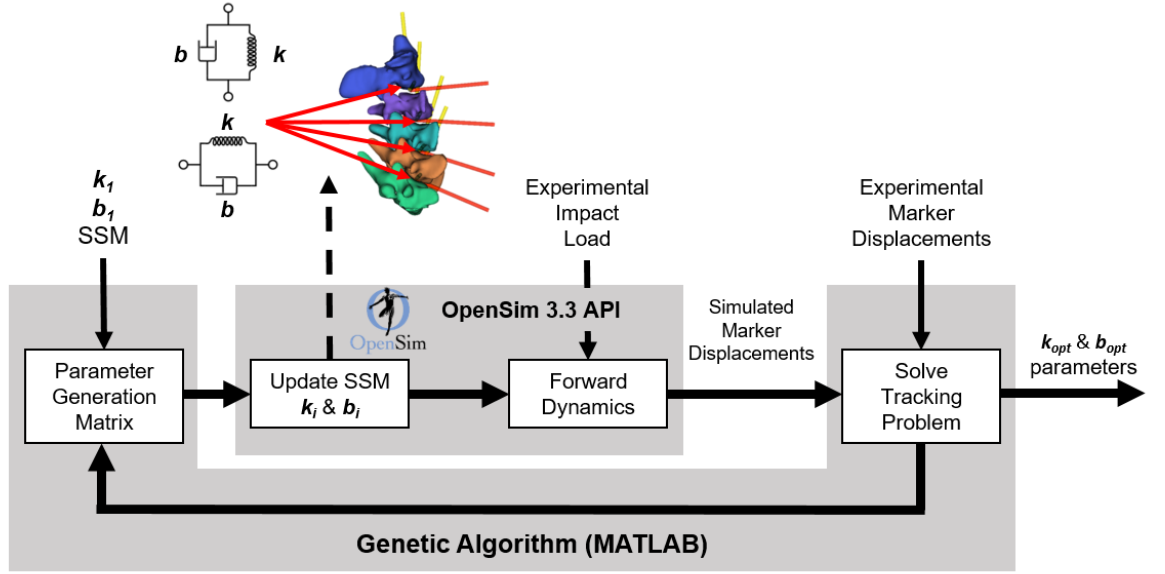 b
k
k
b
k1
b1
SSM
Experimental
Impact
Load
Experimental
Marker
Displacements
OpenSim
OpenSim 3.3 API
Simulated
Marker
Displacements
Parameter
Generation
Matrix
Update SSM
ki & bi
Forward
Dynamics
Solve
Tracking
Problem
kopt & bopt
parameters
Genetic Algorithm (MATLAB)